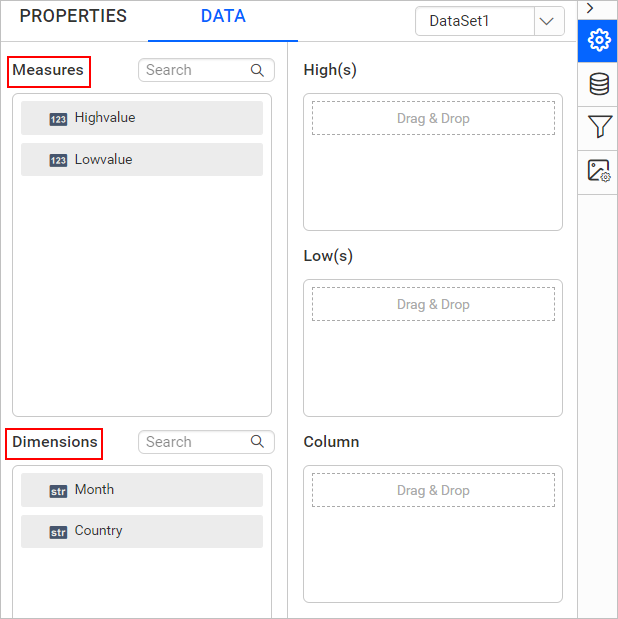 PROPERTIES DATA DataSet1
Measures Search
123 Highvalue
123 Lowvalue
High(s)
Drag & Drop
Low(s)
Drag & Drop
Dimensions Search
str Month
str Country
Column
Drag & Drop